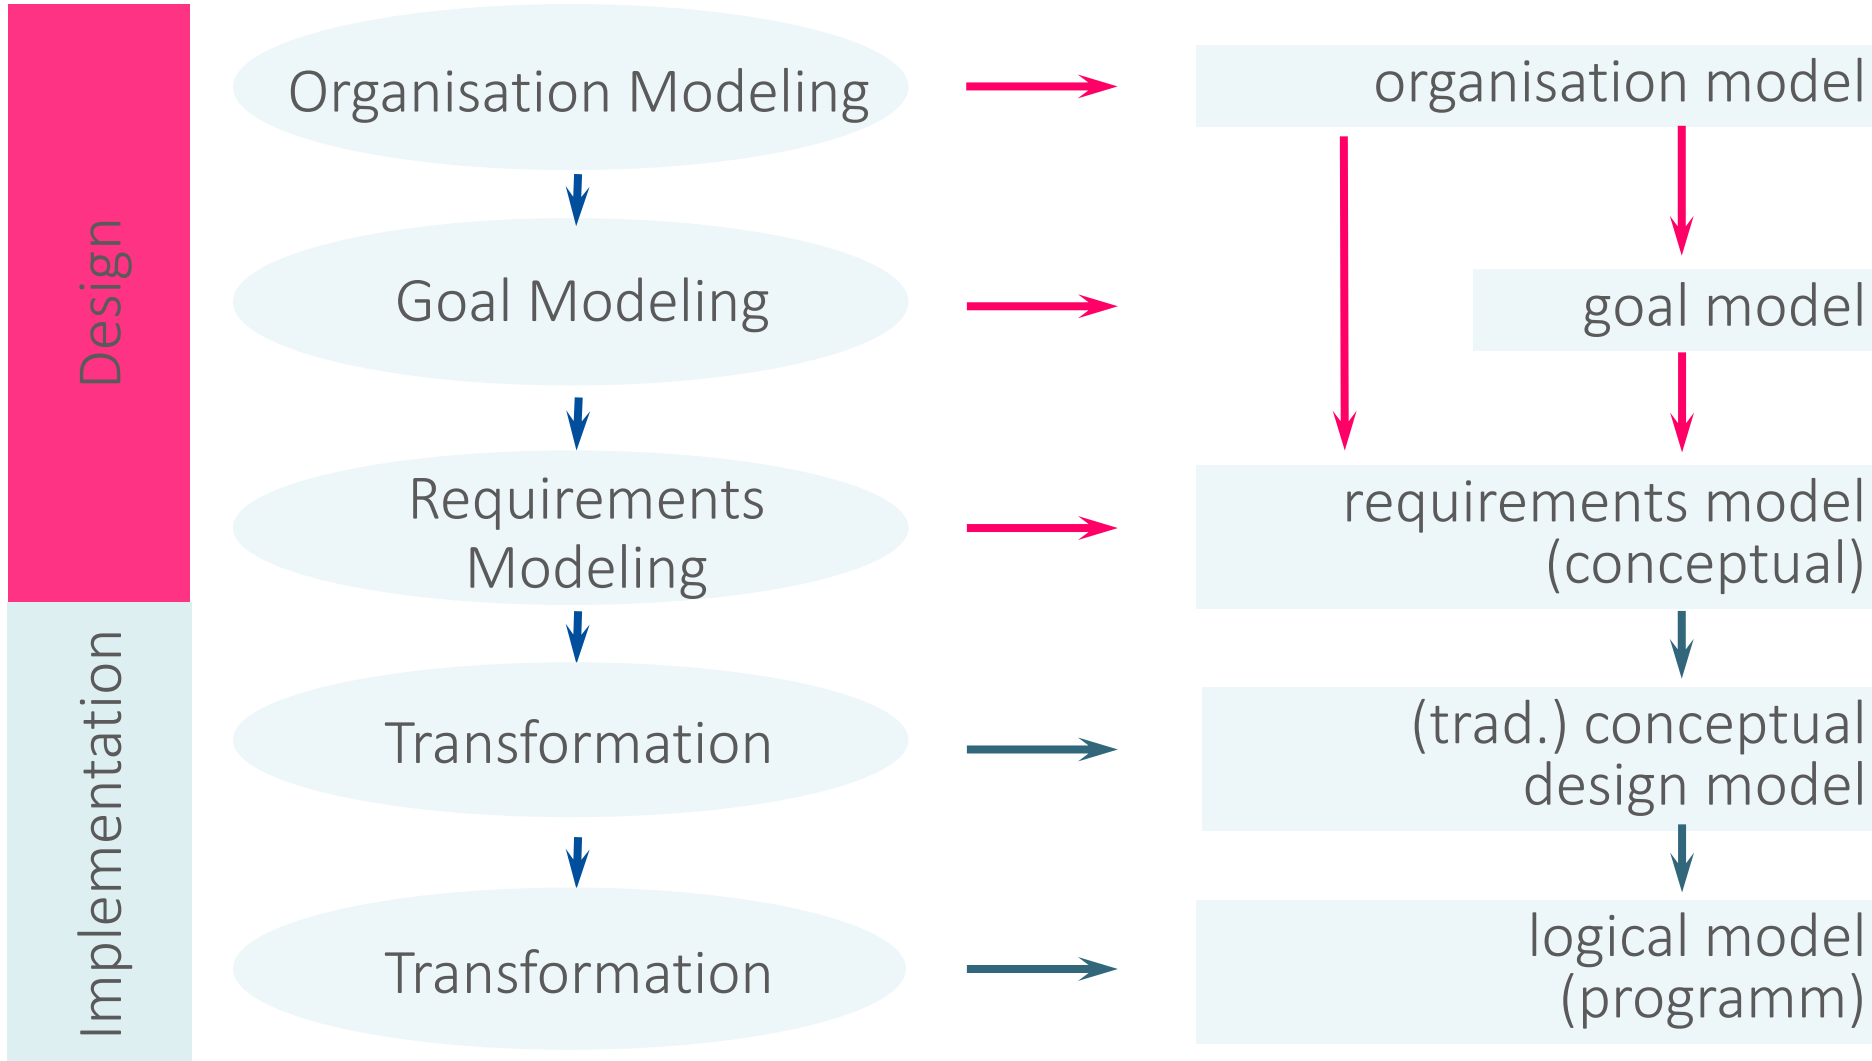 Design
Organisation Modeling
organisation model
Goal Modeling
goal model
Requirements
Modeling
requirements model
(conceptual)
Implementation
Transformation
(trad.) conceptual
design model
Transformation
logical model
(programm)